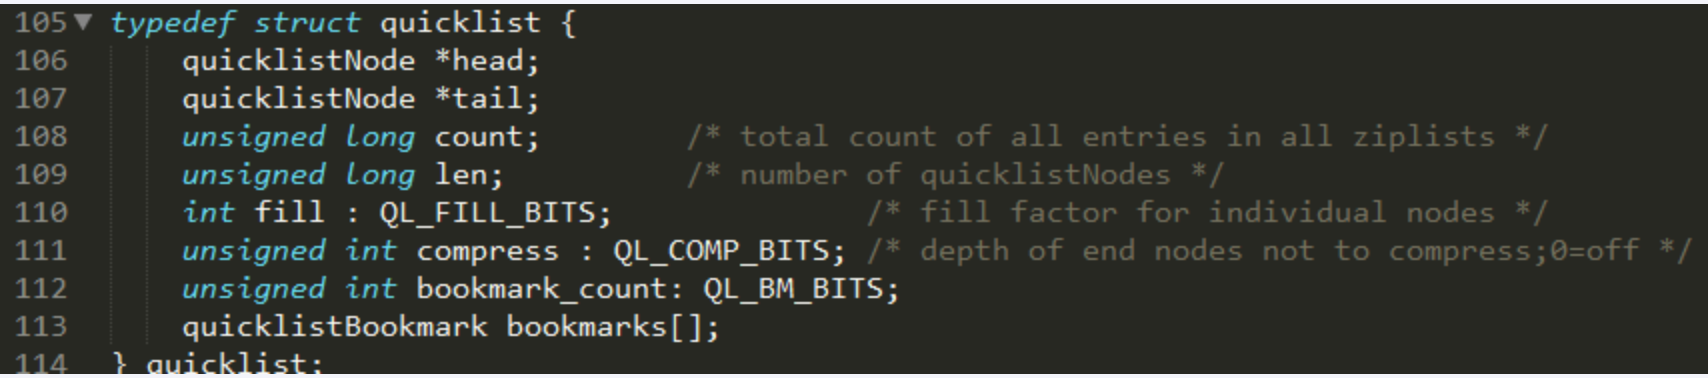 105 typedef struct quicklist {
106 quicklistNode *head;
107 quicklistNode *tail;
108 unsigned long count; /* total count of all entries in all ziplists */
109 unsigned long len; /* number of quicklistNodes */
110 int fill : QL_FILL_BITS; /* fill factor for individual nodes */
111 unsigned int compress : QL_COMP_BITS; /* depth of end nodes not to compress;0=off */
112 unsigned int bookmark_count: QL_BM_BITS;
113 quicklistBookmark bookmarks[];
114 } quicklist;